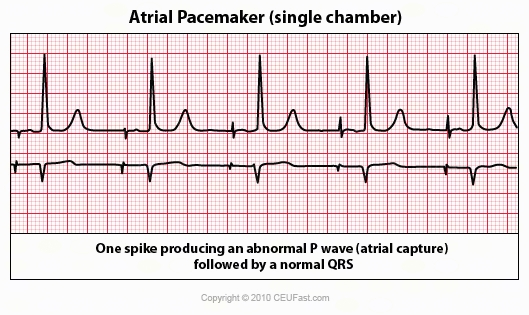 Atrial Pacemaker (single chamber)
One spike producing an abnormal P wave (atrial capture)
followed by a normal QRS
Copyright © 2010 CEUFast.com